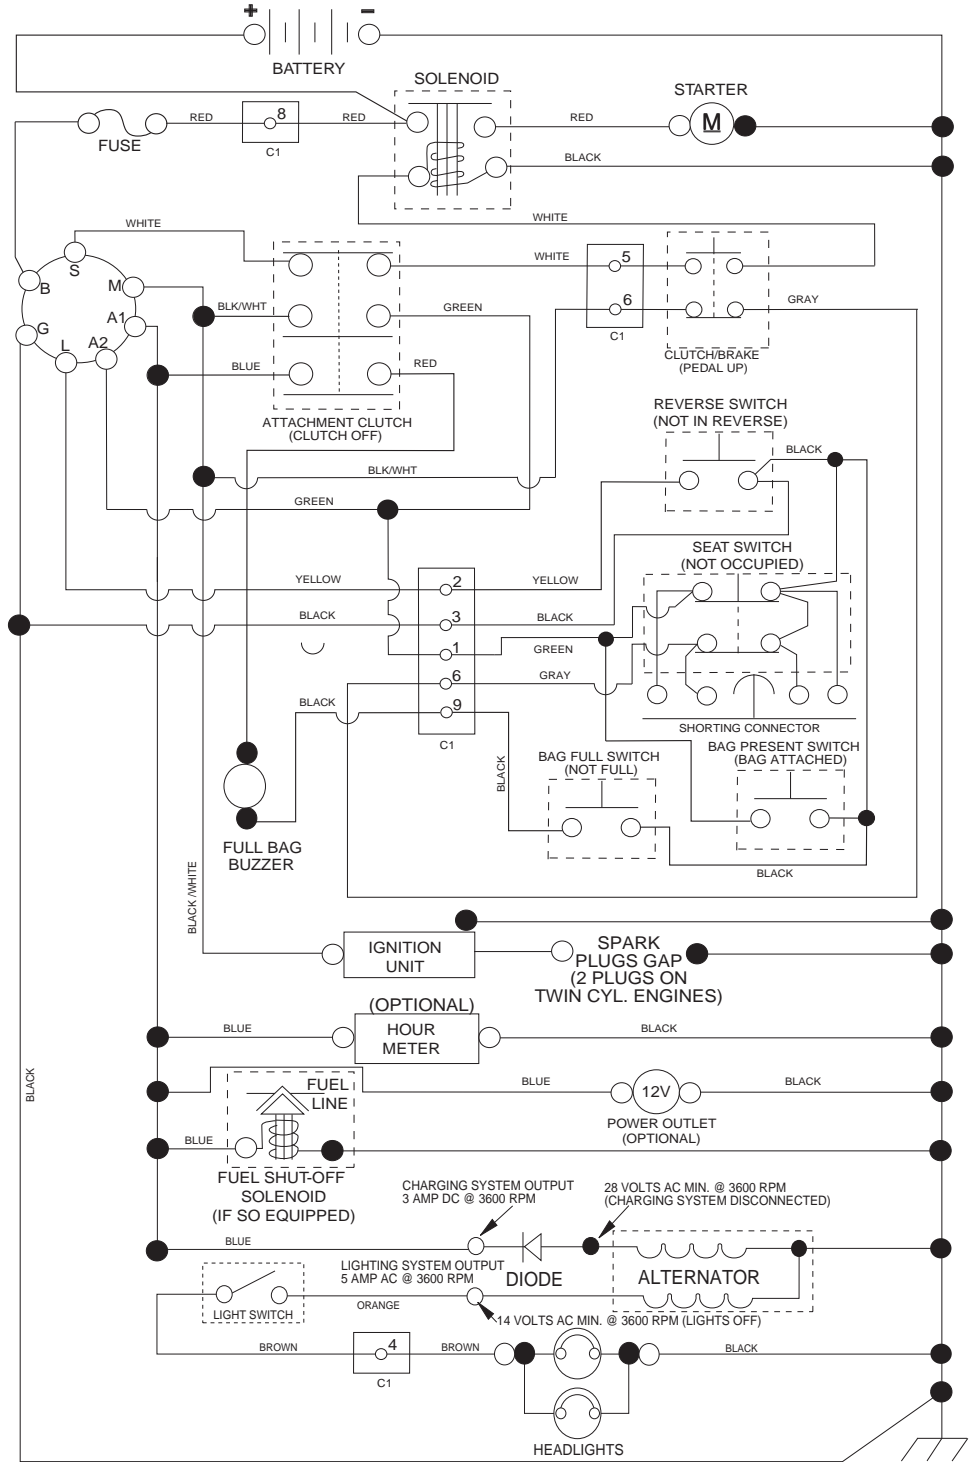 + −
BATTERY
SOLENOID
STARTER
FUSE
RED
8
RED
C1
RED
M
BLACK
WHITE
WHITE
WHITE
5
6
C1
GRAY
CLUTCH/BRAKE
(PEDAL UP)
S
B
M
G
A1
L
A2
BLK/WHT
GREEN
BLUE
RED
ATTACHMENT CLUTCH
(CLUTCH OFF)
REVERSE SWITCH
(NOT IN REVERSE)
BLACK
BLK/WHT
GREEN
SEAT SWITCH
(NOT OCCUPIED)
YELLOW
2
YELLOW
BLACK
3
BLACK
1
GREEN
6
GRAY
BLACK
9
C1
SHORTING CONNECTOR
BLACK
BAG FULL SWITCH
(NOT FULL)
BAG PRESENT SWITCH
(BAG ATTACHED)
FULL BAG
BUZZER
BLACK
BLACK /WHITE
IGNITION
UNIT
SPARK
PLUGS GAP
(2 PLUGS ON
TWIN CYL. ENGINES)
(OPTIONAL)
BLUE
HOUR
METER
BLACK
BLACK
FUEL
LINE
BLUE
12V
BLACK
POWER OUTLET
(OPTIONAL)
BLUE
FUEL SHUT-OFF
SOLENOID
(IF SO EQUIPPED)
CHARGING SYSTEM OUTPUT
3 AMP DC @ 3600 RPM
28 VOLTS AC MIN. @ 3600 RPM
(CHARGING SYSTEM DISCONNECTED)
BLUE
LIGHTING SYSTEM OUTPUT
5 AMP AC @ 3600 RPM
DIODE
ALTERNATOR
LIGHT SWITCH
ORANGE
14 VOLTS AC MIN. @ 3600 RPM (LIGHTS OFF)
BROWN
4
BROWN
BLACK
C1
HEADLIGHTS